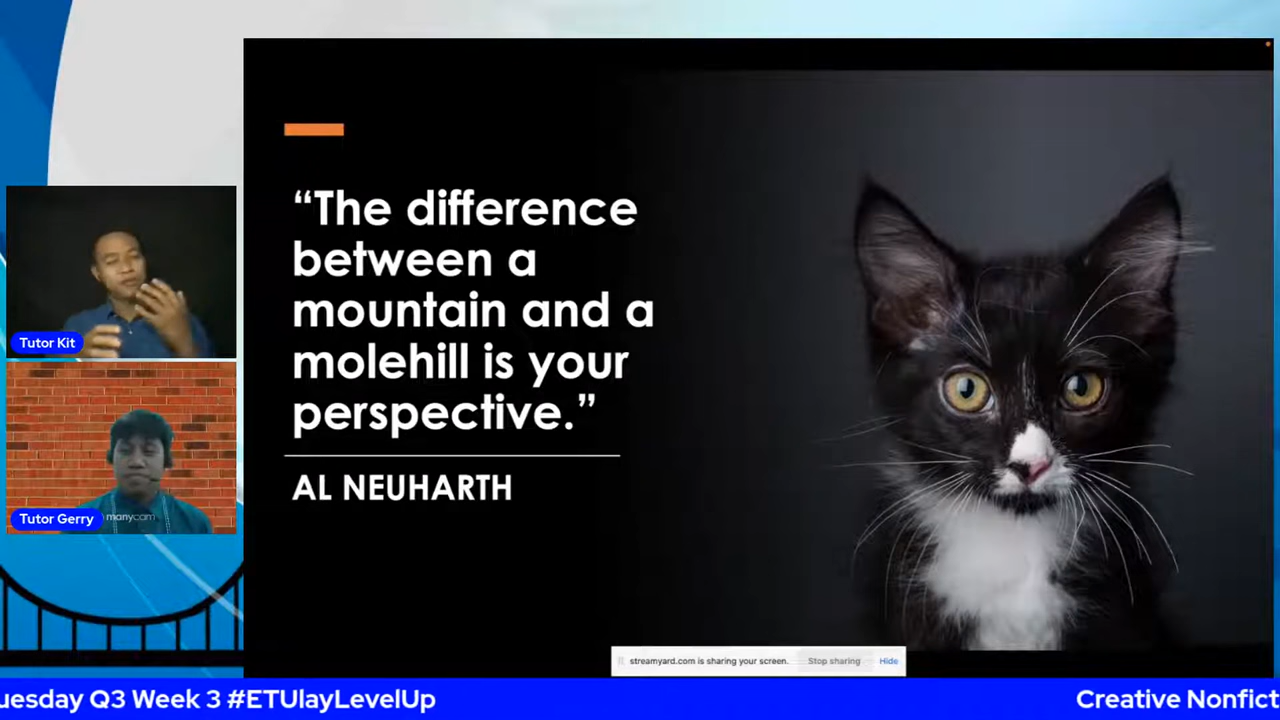 “The difference
between a
mountain and a
molehill is your
perspective.”
AL NEUHARTH
Tutor Kit
Tutor Gerry
manycam
streamyard.com is sharing your screen.
Stop sharing
Hide
uesday Q3 Week 3 #ETUlayLevelUp
Creative Nonfict